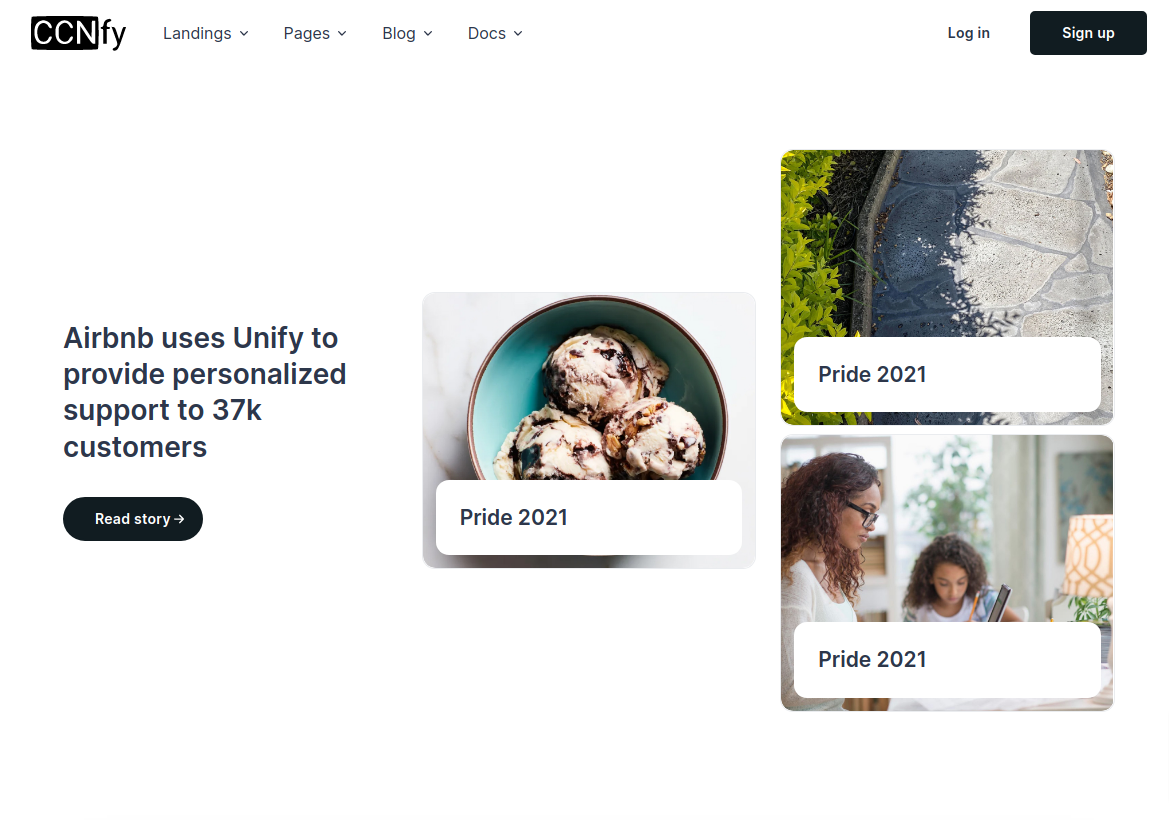 CCNfy
Landings
Pages
Blog
Docs
Log in
Sign up
Airbnb uses Unify to
provide personalized
support to 37k
customers
Read story →
Pride 2021
Pride 2021
Pride 2021